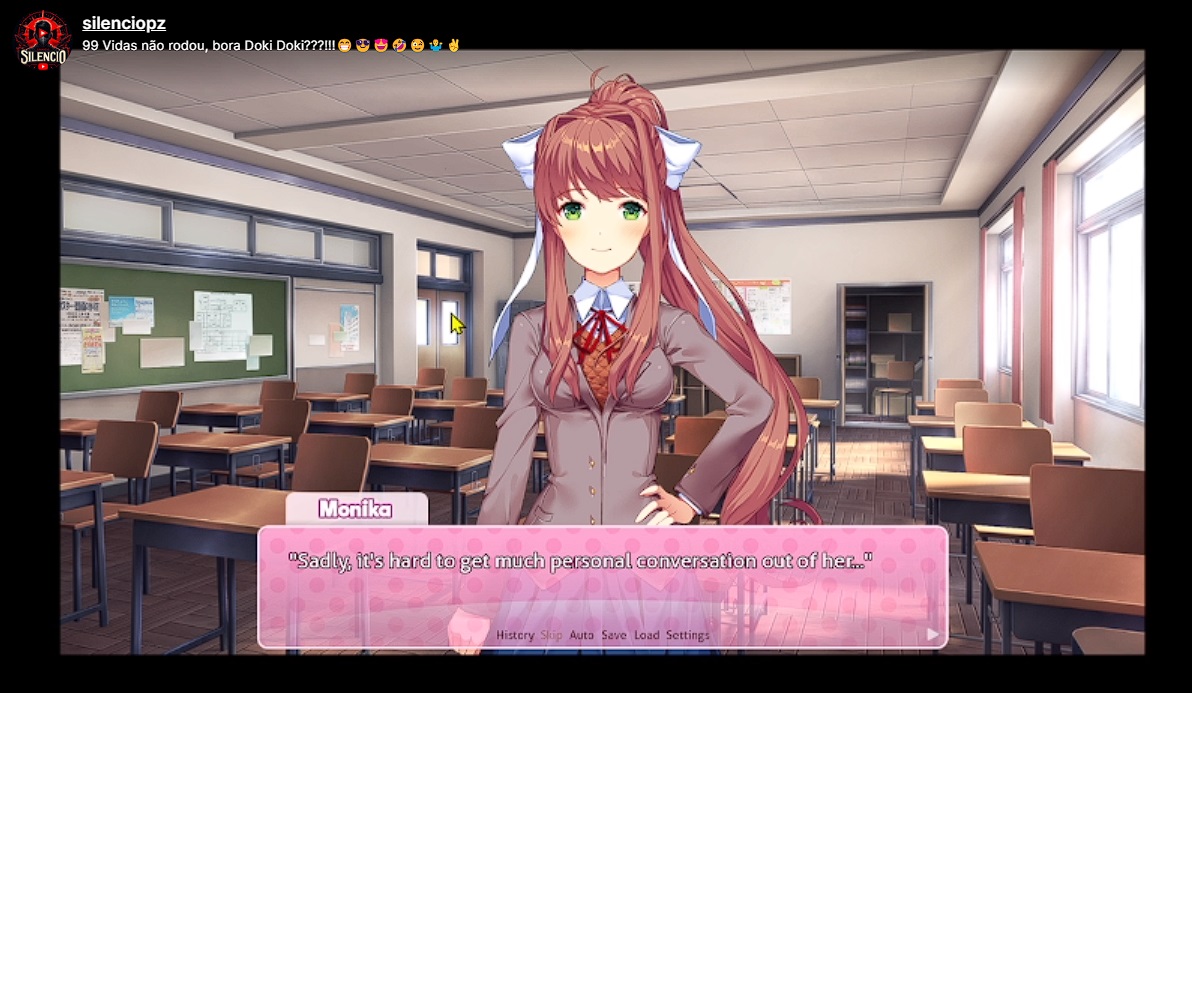 silenciopz
99 Vidas não rodou, bora Doki Doki???!!!😁😎🤩🤣😉🤷‍♂️✌️
SILENCIO
Monika
"Sadly, it's hard to get much personal conversation out of her..."
History Skip Auto Save Load Settings